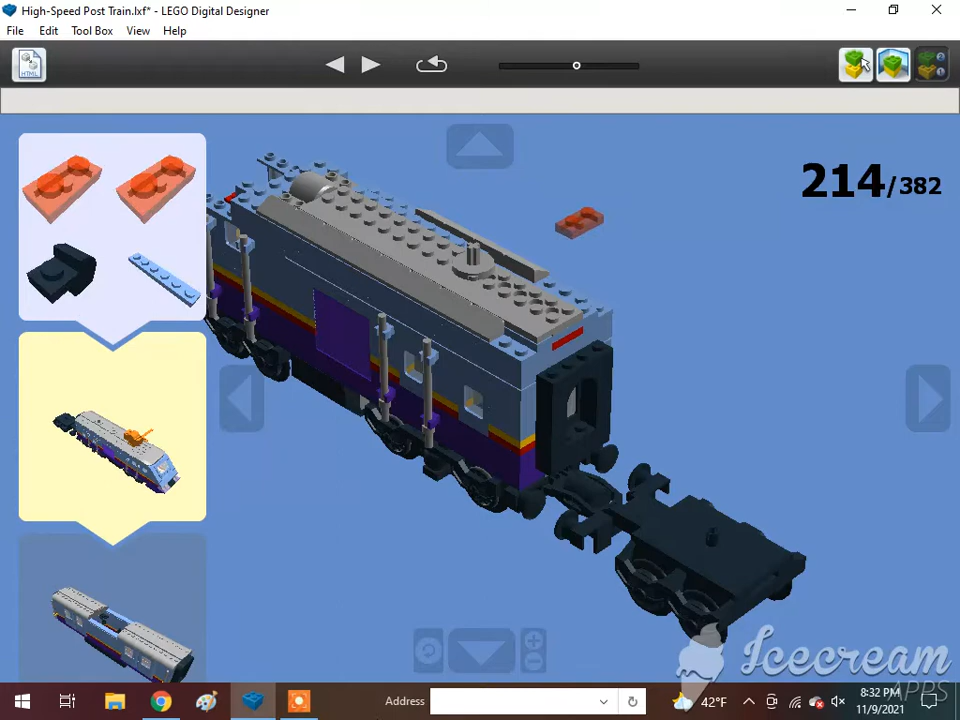 High-Speed Post Train.lxf* - LEGO Digital Designer
File Edit Tool Box View Help
HTML
214/382
Icecream
APPS
Address
42°F
8:32 PM
11/9/2021